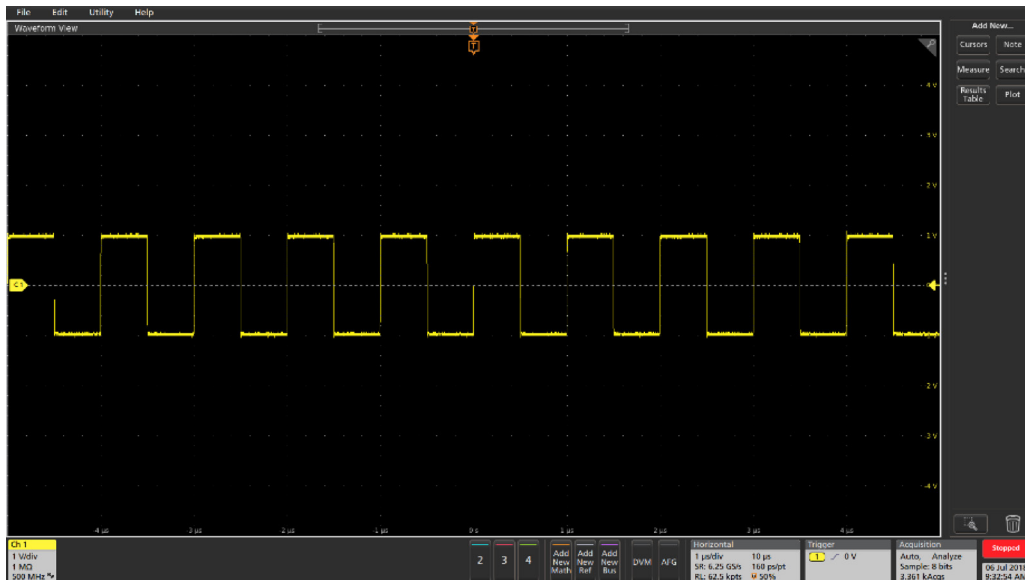 File Edit Utility Help
Waveform View
Add New...
T
T
Cursors Note
Measure Search
Results Table Plot
4 V
3 V
2 V
1 V
C1
-2 V
-3 V
-4 V
-4 µs
-3 µs
-2 µs
-1 µs
0 s
1 µs
2 µs
3 µs
4 µs
Ch 1
1 V/div
1 MΩ
500 MHz
2
3
4
Add New Math
Add New Ref
Add New Bus
DVM
AFG
Horizontal
1 µs/div 10 µs
SR: 6.25 GS/s 160 ps/pt
RL: 62.5 kpts 50%
Trigger
1 0 V
Acquisition
Auto, Analyze
Sample: 8 bits
3.361 kAcqs
Stopped
06 Jul 2018